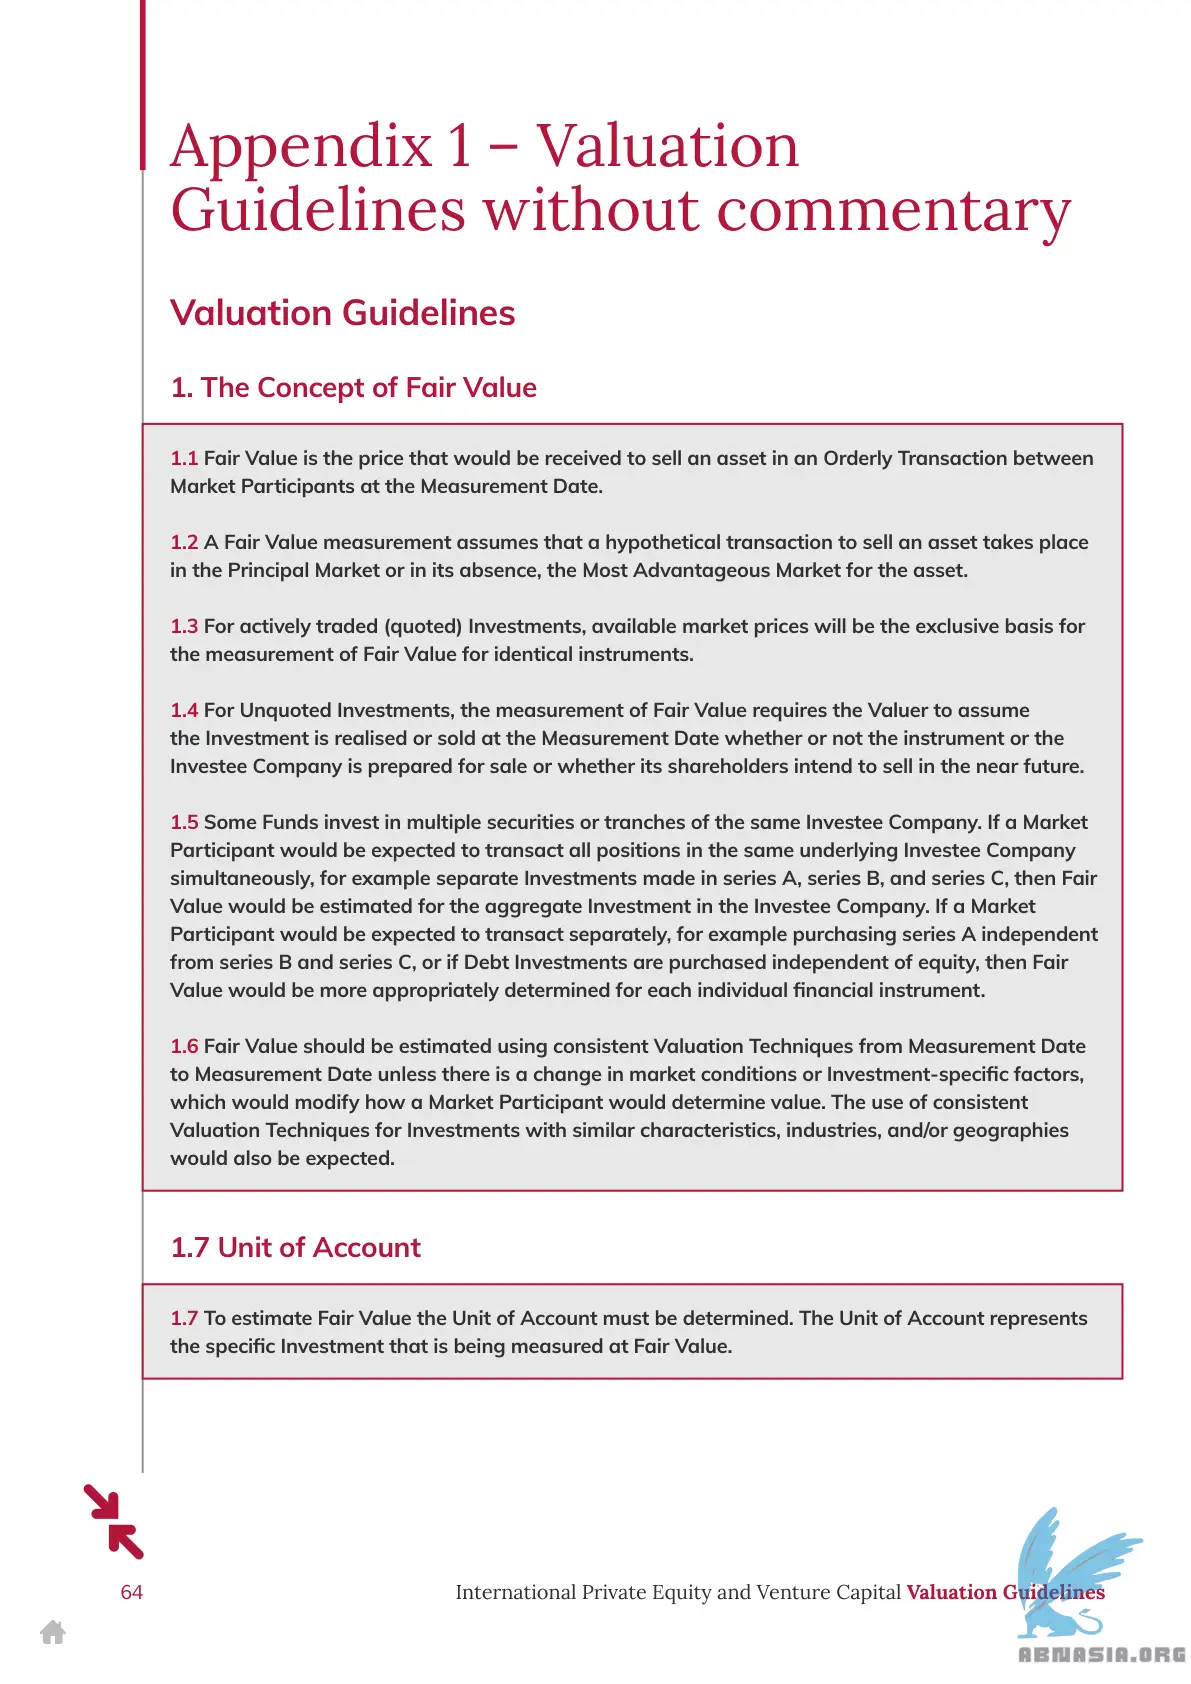 Appendix 1 – Valuation
Guidelines without commentary
Valuation Guidelines
1. The Concept of Fair Value
1.1 Fair Value is the price that would be received to sell an asset in an Orderly Transaction between
Market Participants at the Measurement Date.
1.2 A Fair Value measurement assumes that a hypothetical transaction to sell an asset takes place
in the Principal Market or in its absence, the Most Advantageous Market for the asset.
1.3 For actively traded (quoted) Investments, available market prices will be the exclusive basis for
the measurement of Fair Value for identical instruments.
1.4 For Unquoted Investments, the measurement of Fair Value requires the Valuer to assume
the Investment is realised or sold at the Measurement Date whether or not the instrument or the
Investee Company is prepared for sale or whether its shareholders intend to sell in the near future.
1.5 Some Funds invest in multiple securities or tranches of the same Investee Company. If a Market
Participant would be expected to transact all positions in the same underlying Investee Company
simultaneously, for example separate Investments made in series A, series B, and series C, then Fair
Value would be estimated for the aggregate Investment in the Investee Company. If a Market
Participant would be expected to transact separately, for example purchasing series A independent
from series B and series C, or if Debt Investments are purchased independent of equity, then Fair
Value would be more appropriately determined for each individual financial instrument.
1.6 Fair Value should be estimated using consistent Valuation Techniques from Measurement Date
to Measurement Date unless there is a change in market conditions or Investment-specific factors,
which would modify how a Market Participant would determine value. The use of consistent
Valuation Techniques for Investments with similar characteristics, industries, and/or geographies
would also be expected.
1.7 Unit of Account
1.7 To estimate Fair Value the Unit of Account must be determined. The Unit of Account represents
the specific Investment that is being measured at Fair Value.
64
International Private Equity and Venture Capital Valuation Guidelines
ABNASIA.ORG